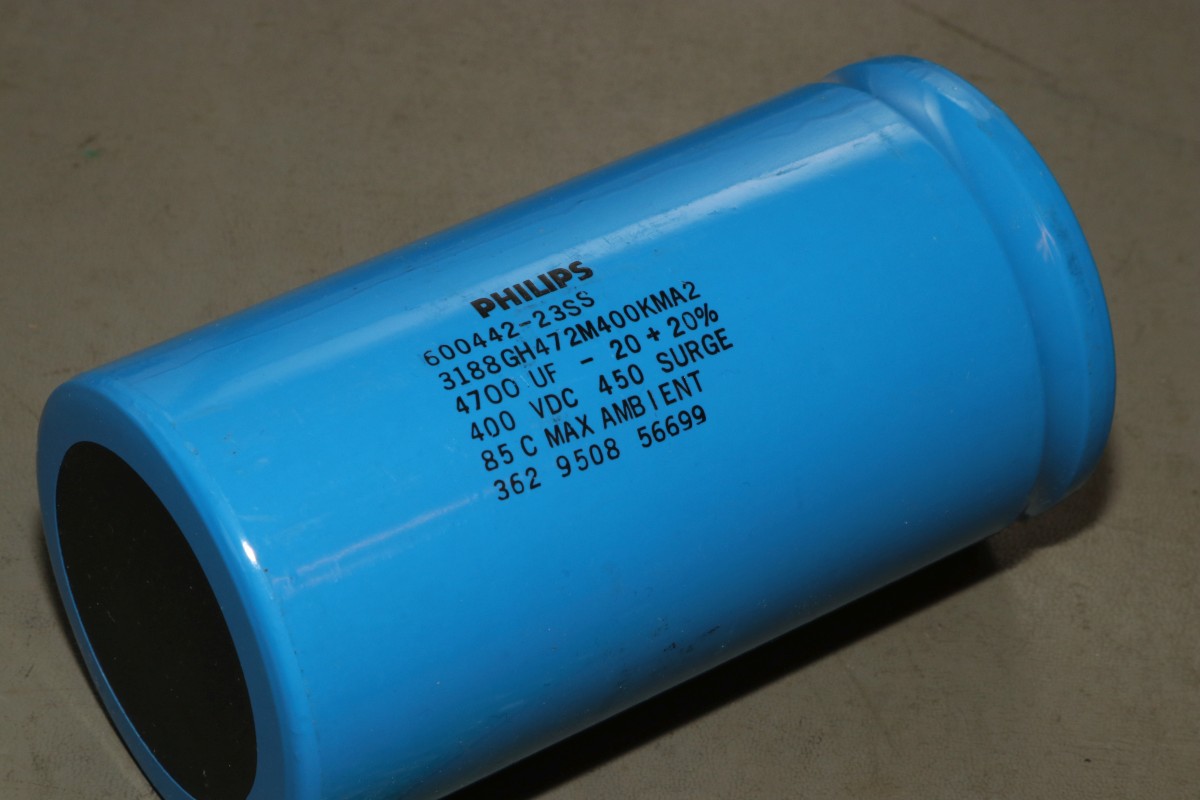 PHILIPS
600442-23SS
3188GH472M400KMA2
4700 UF - 20 + 20%
400 VDC 450 SURGE
85 C MAX AMBIENT
362 9508 56699